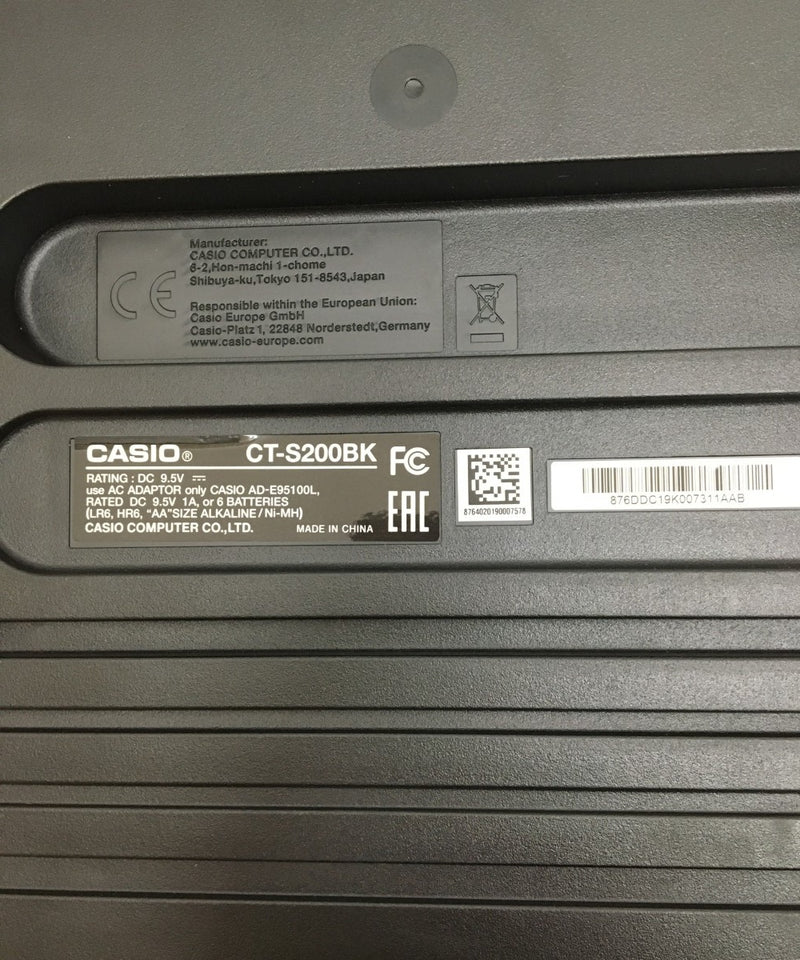 Manufacturer:
CASIO COMPUTER CO.,LTD.
6-2,Hon-machi 1-chome
Shibuya-ku,Tokyo 151-8543,Japan
CE
Responsible within the European Union:
Casio Europe GmbH
Casio-Platz 1, 22848 Norderstedt,Germany
www.casio-europe.com
CASIO® CT-S200BK FC
RATING : DC 9.5V ⎓
use AC ADAPTOR only CASIO AD-E95100L,
RATED DC 9.5V 1A, or 6 BATTERIES
(LR6, HR6, “AA”SIZE ALKALINE / Ni-MH)
CASIO COMPUTER CO.,LTD. MADE IN CHINA
EAC
8764020190007578
876DDC19K007311AAB